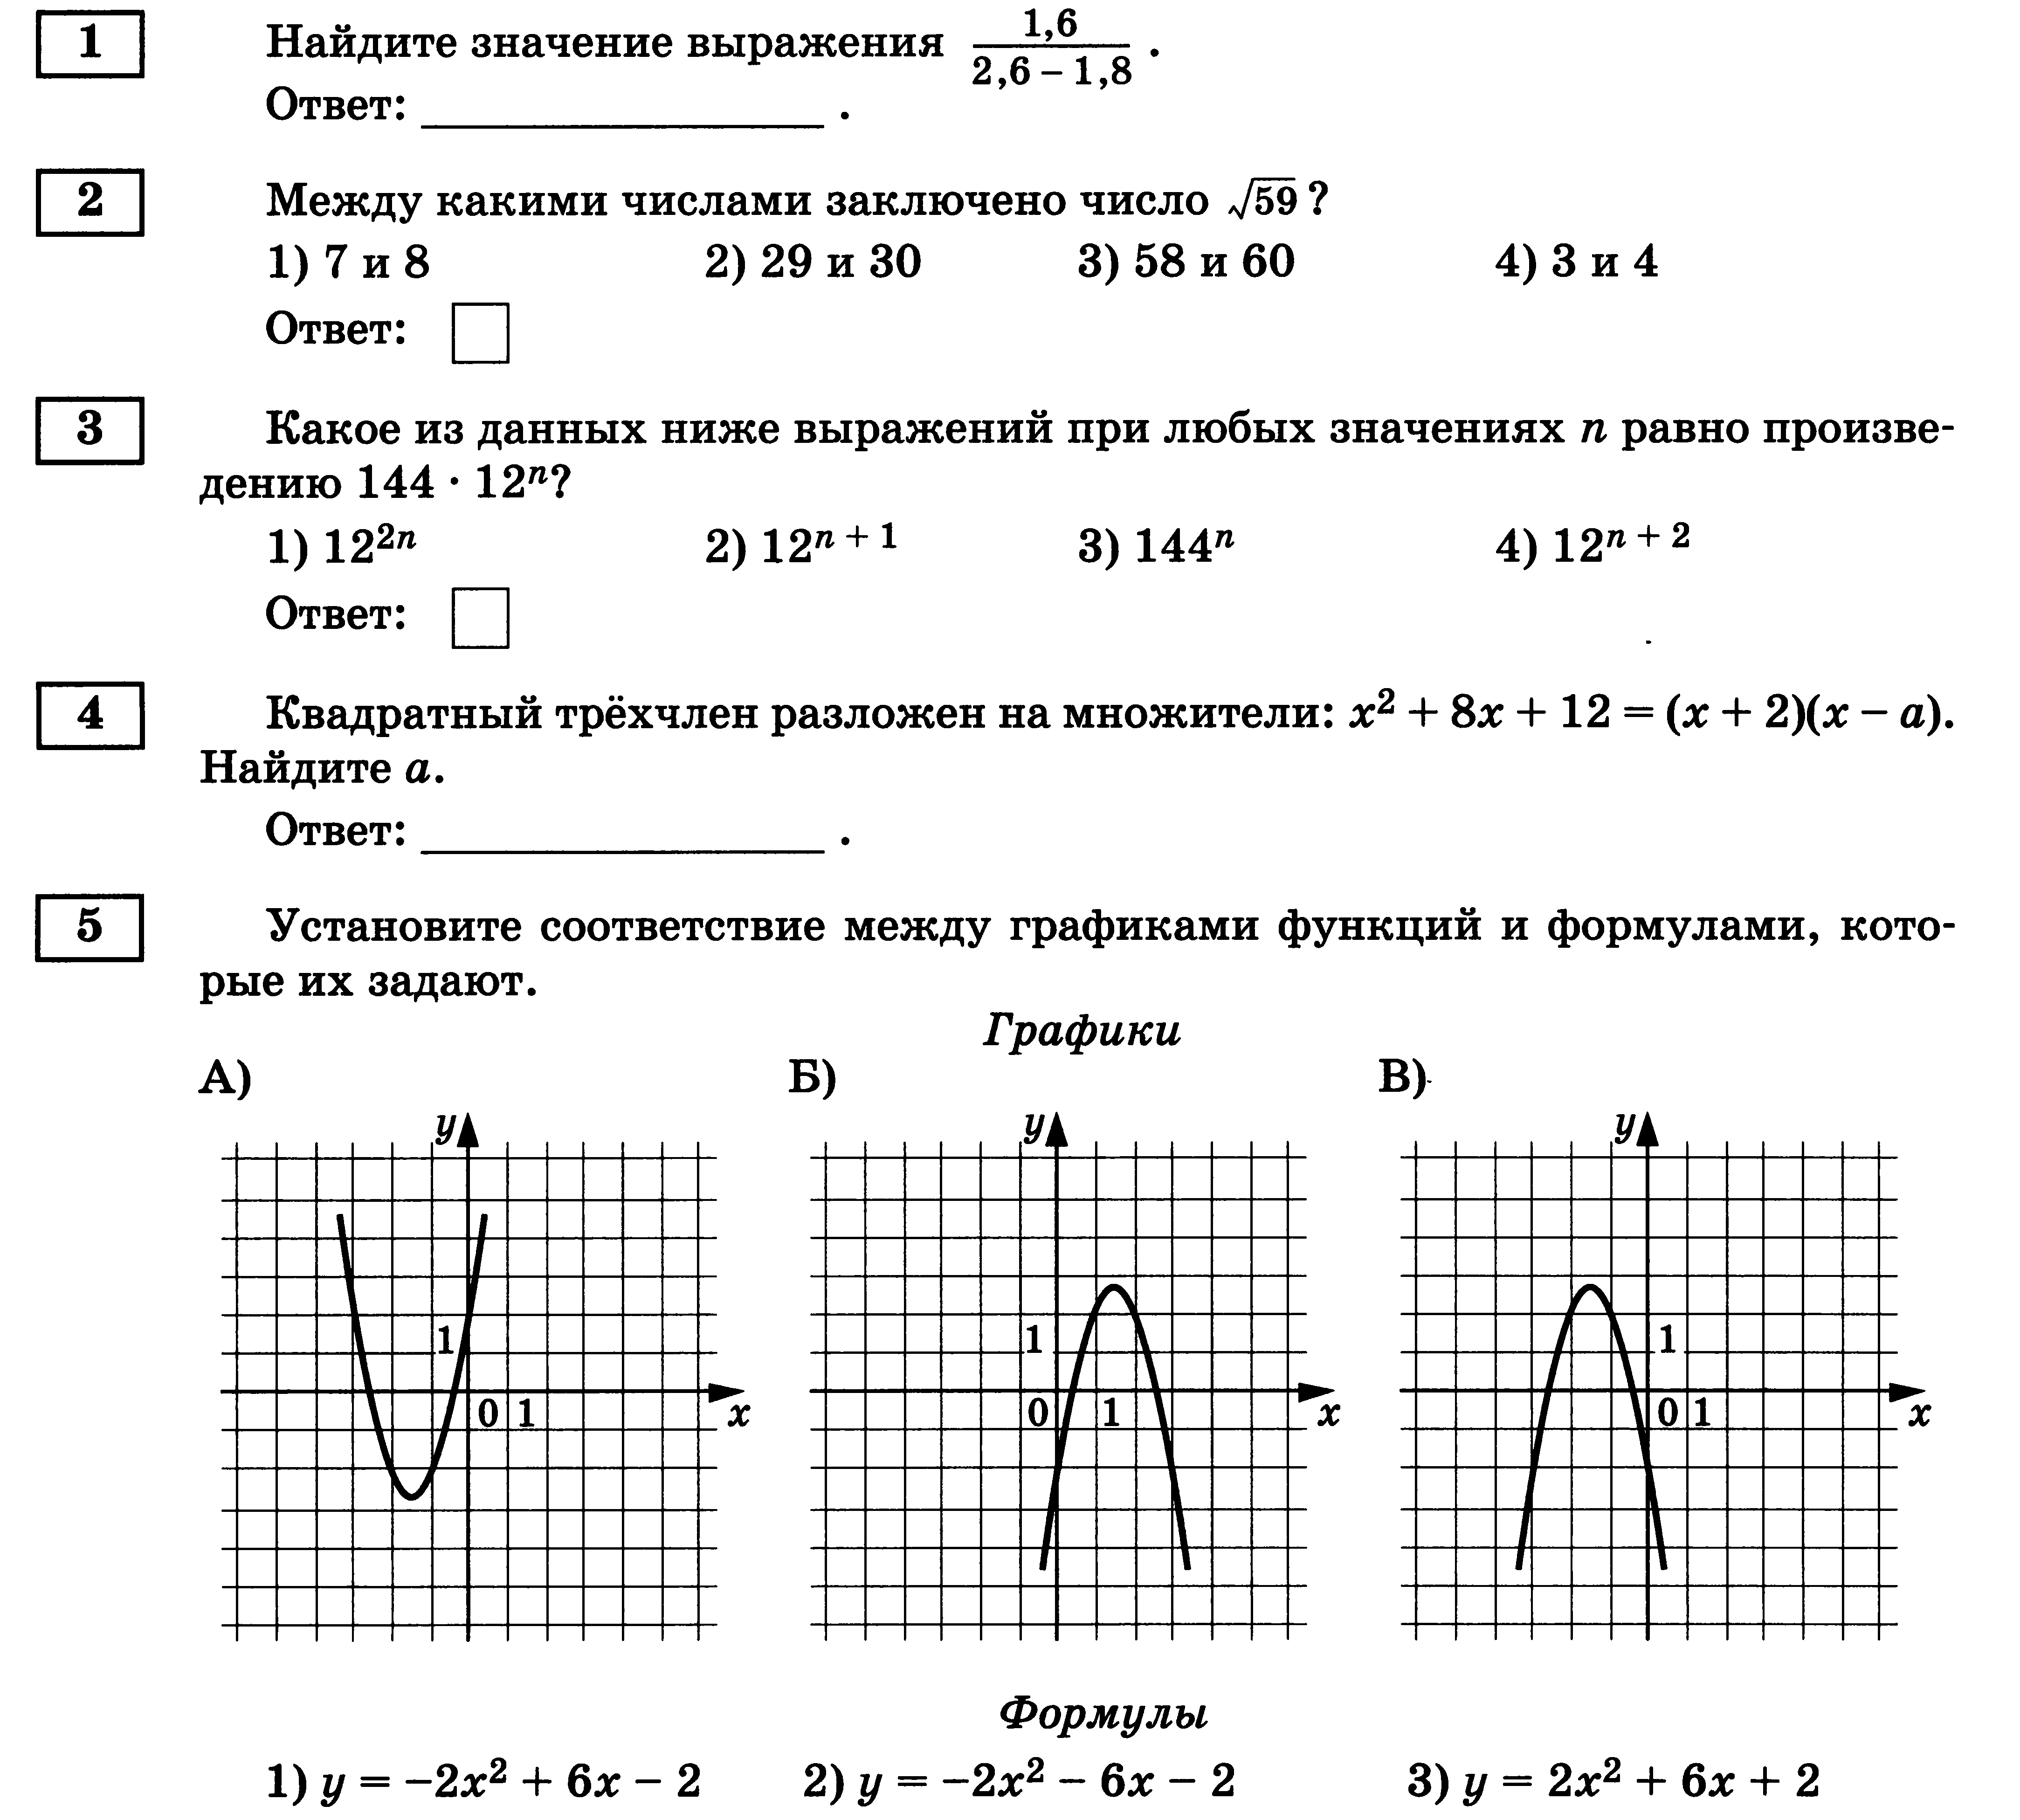 1 Найдите значение выражения 1,6 / (2,6 – 1,8) .
Ответ: ____________ .
2 Между какими числами заключено число √59 ?
1) 7 и 8 2) 29 и 30 3) 58 и 60 4) 3 и 4
Ответ:
3 Какое из данных ниже выражений при любых значениях n равно произве-
дению 144 · 12ⁿ?
1) 12²ⁿ 2) 12ⁿ ⁺ ¹ 3) 144ⁿ 4) 12ⁿ ⁺ ²
Ответ:
4 Квадратный трёхчлен разложен на множители: x² + 8x + 12 = (x + 2)(x – a).
Найдите a.
Ответ: ____________ .
5 Установите соответствие между графиками функций и формулами, кото-
рые их задают.
Графики
А) Б) В)
y y y
1 1 1
0 1 x 0 1 x 0 1 x
Формулы
1) y = –2x² + 6x – 2 2) y = –2x² – 6x – 2 3) y = 2x² + 6x + 2